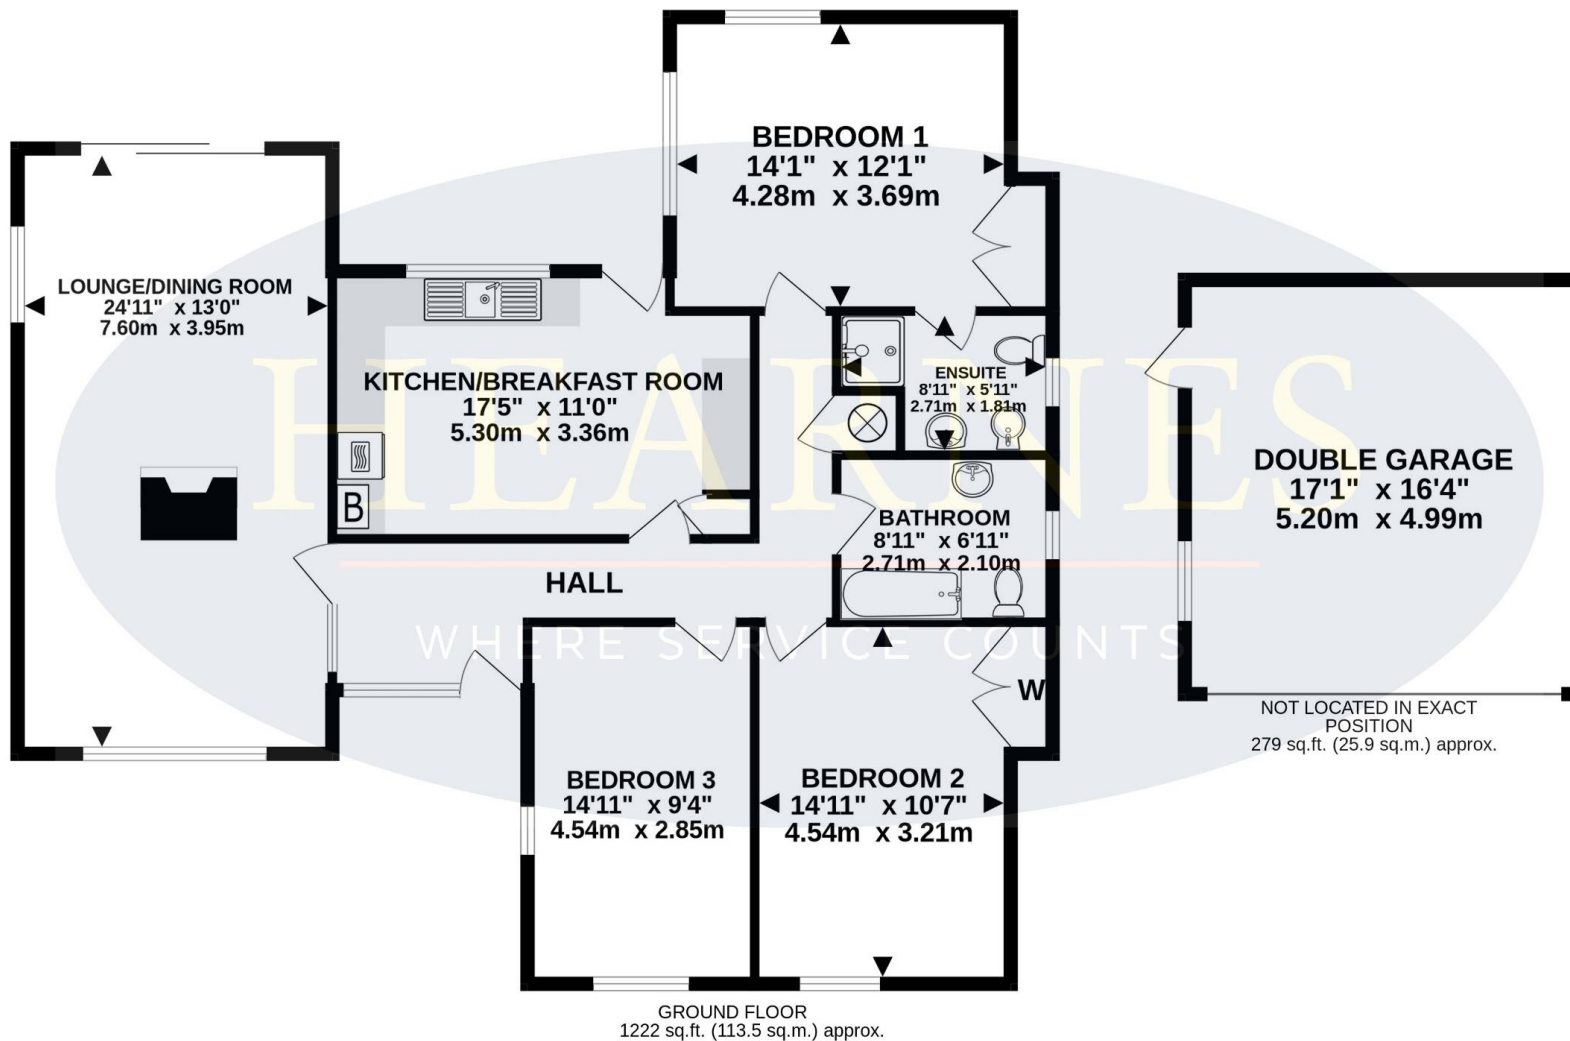 BEDROOM 1
14'1" x 12'1"
4.28m x 3.69m
LOUNGE/DINING ROOM
24'11" x 13'0"
7.60m x 3.95m
KITCHEN/BREAKFAST ROOM
17'5" x 11'0"
5.30m x 3.36m
B
ENSUITE
8'11" x 5'11"
2.71m x 1.81m
BATHROOM
8'11" x 6'11"
2.71m x 2.10m
DOUBLE GARAGE
17'1" x 16'4"
5.20m x 4.99m
HEARNES
HALL
WHERE SERVICE COUNTS
W
NOT LOCATED IN EXACT
POSITION
279 sq.ft. (25.9 sq.m.) approx.
BEDROOM 3
14'11" x 9'4"
4.54m x 2.85m
BEDROOM 2
14'11" x 10'7"
4.54m x 3.21m
GROUND FLOOR
1222 sq.ft. (113.5 sq.m.) approx.